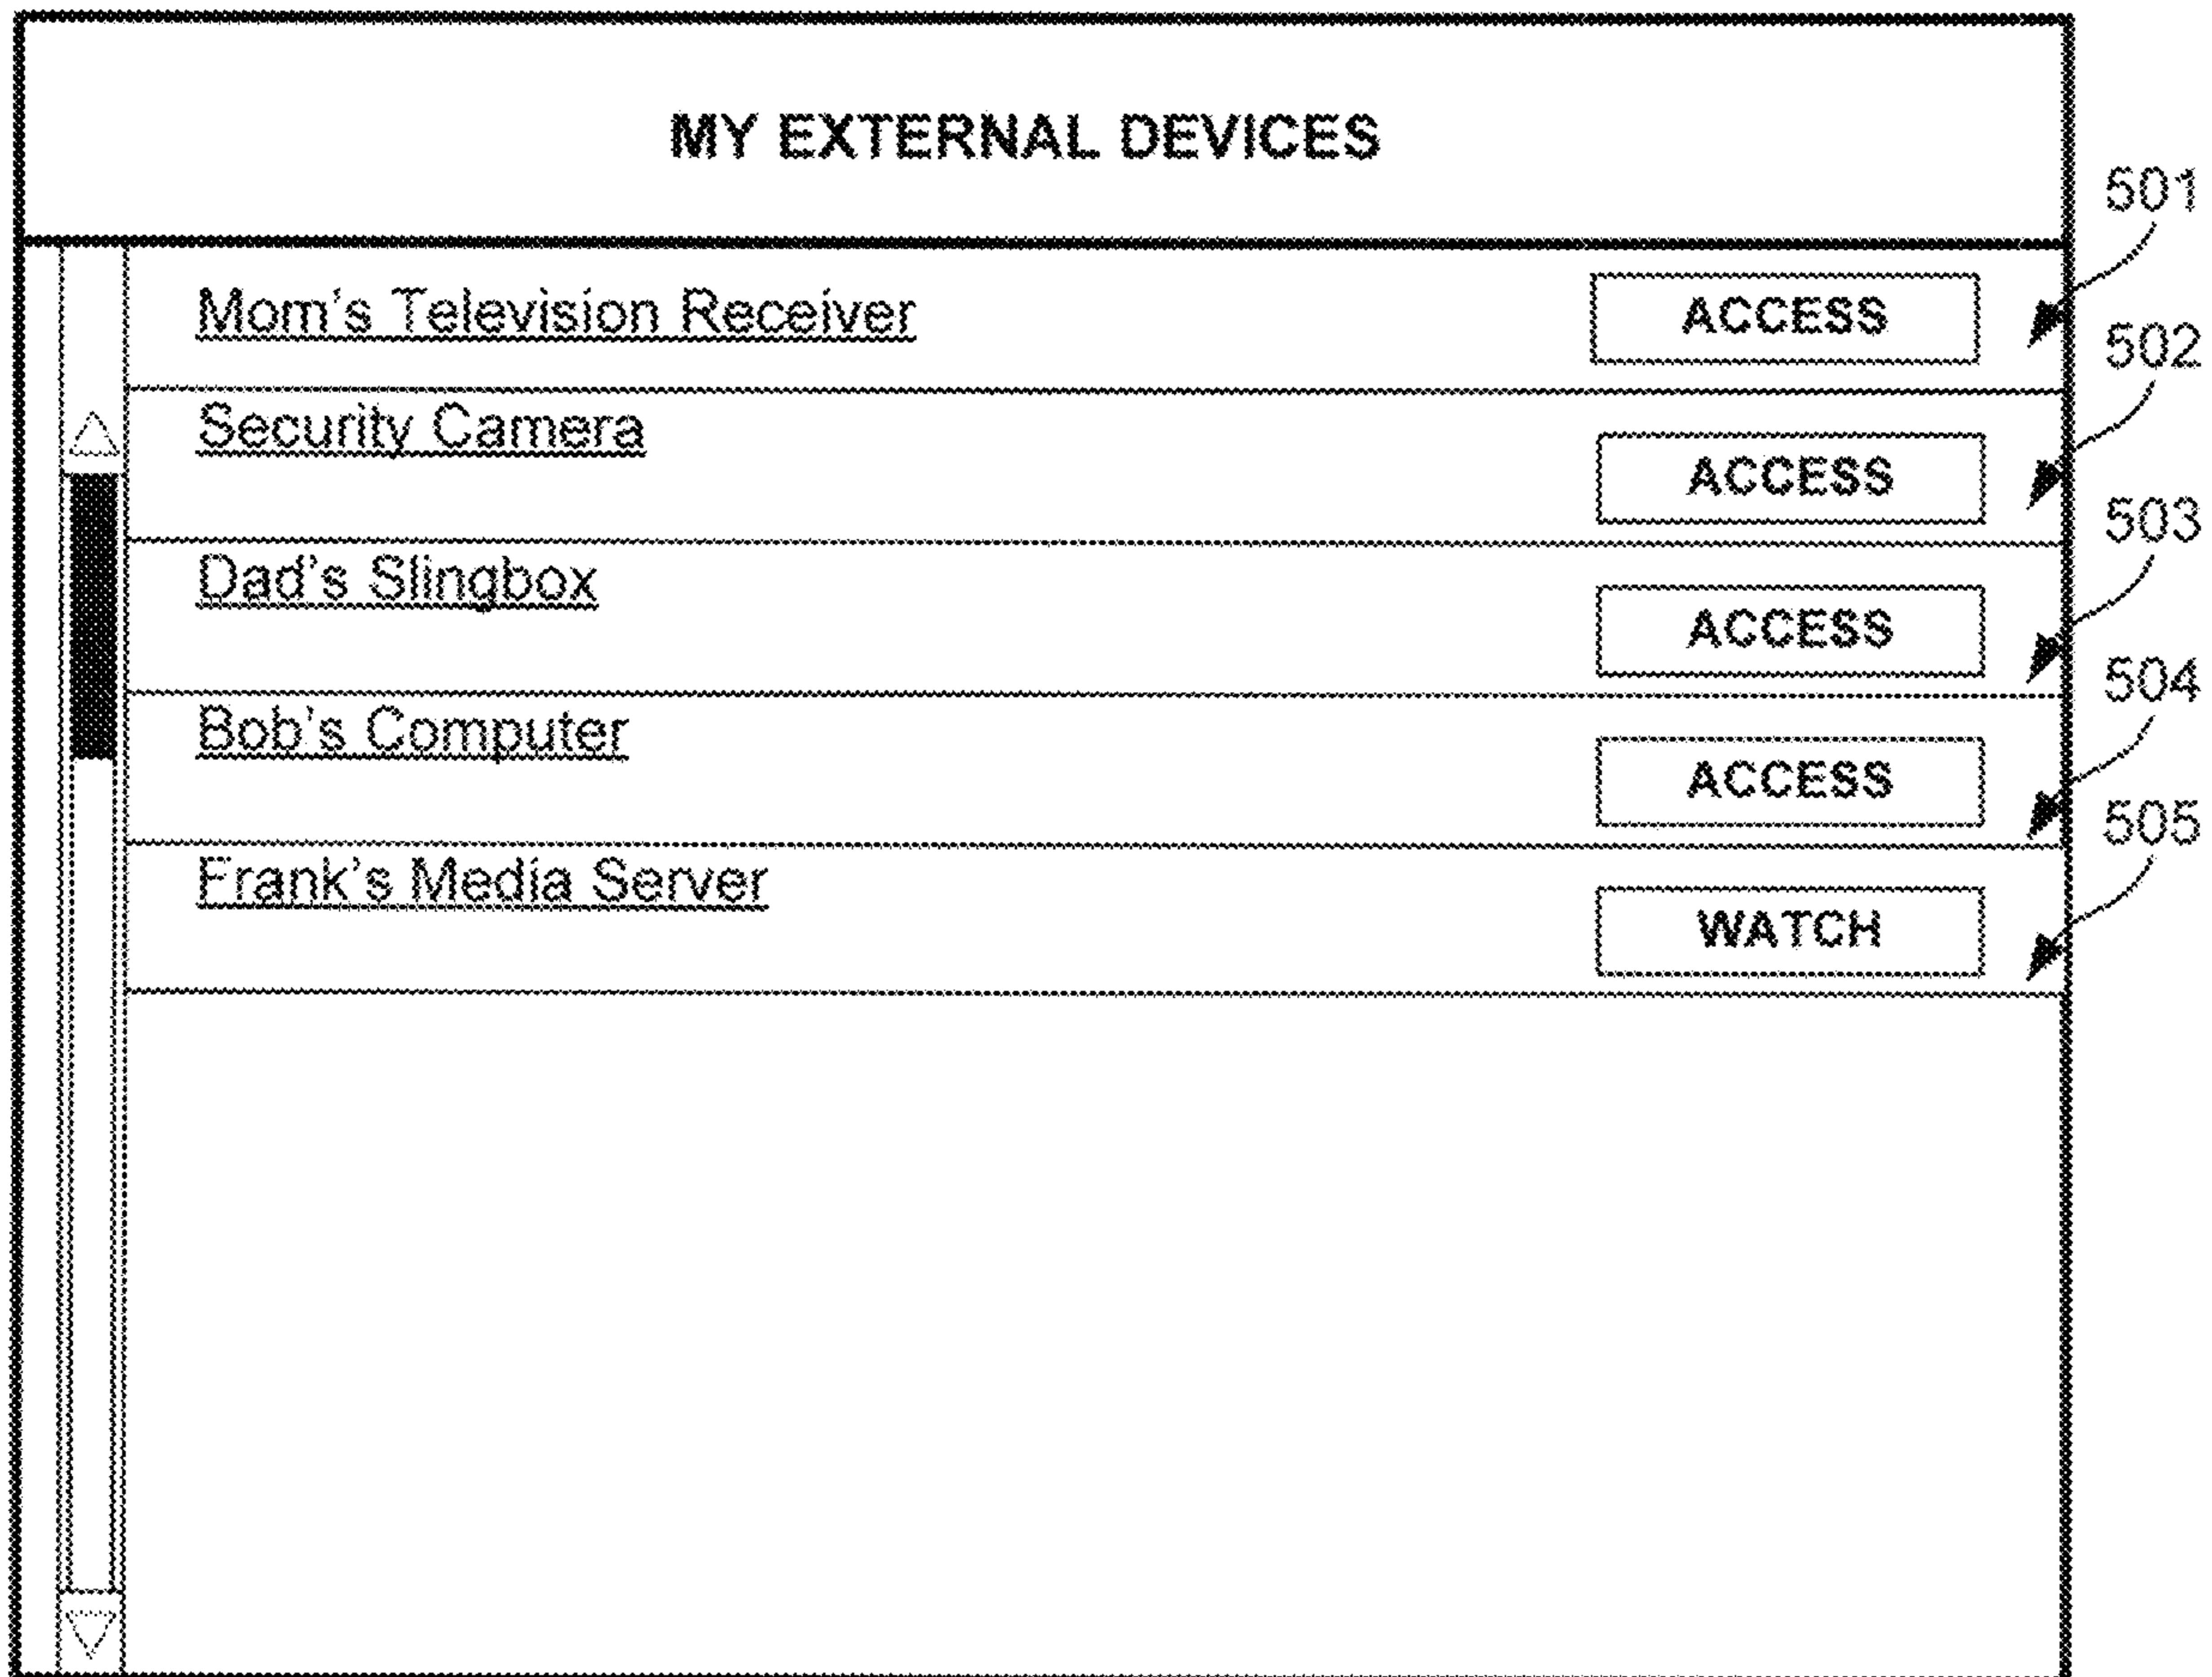 MY EXTERNAL DEVICES
501
Mom's Television Receiver ACCESS
502
Security Camera ACCESS
503
Dad's Slingbox ACCESS
504
Bob's Computer ACCESS
505
Frank's Media Server WATCH